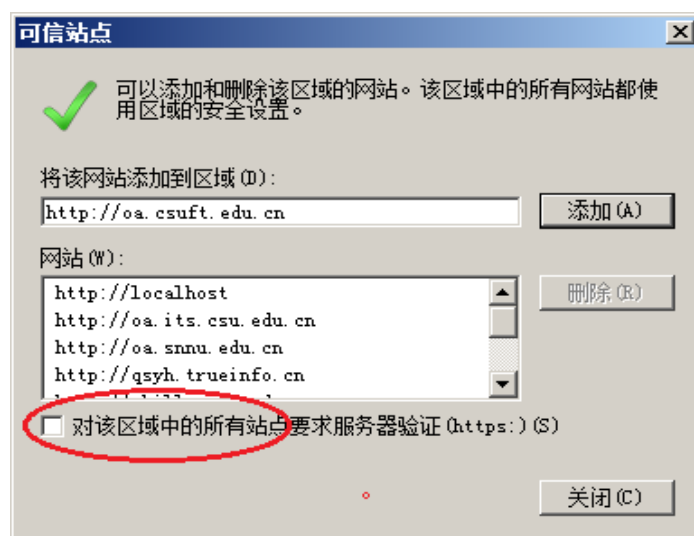 可信站点
可以添加和删除该区域的网站。该区域中的所有网站都使
用区域的安全设置。
将该网站添加到区域(D):
http://oa.csuft.edu.cn
添加(A)
网站(W):
http://localhost
http://oa.its.csu.edu.cn
http://oa.snnu.edu.cn
http://qsyh.trueinfo.cn
删除(R)
对该区域中的所有站点要求服务器验证(https:)(S)
关闭(C)